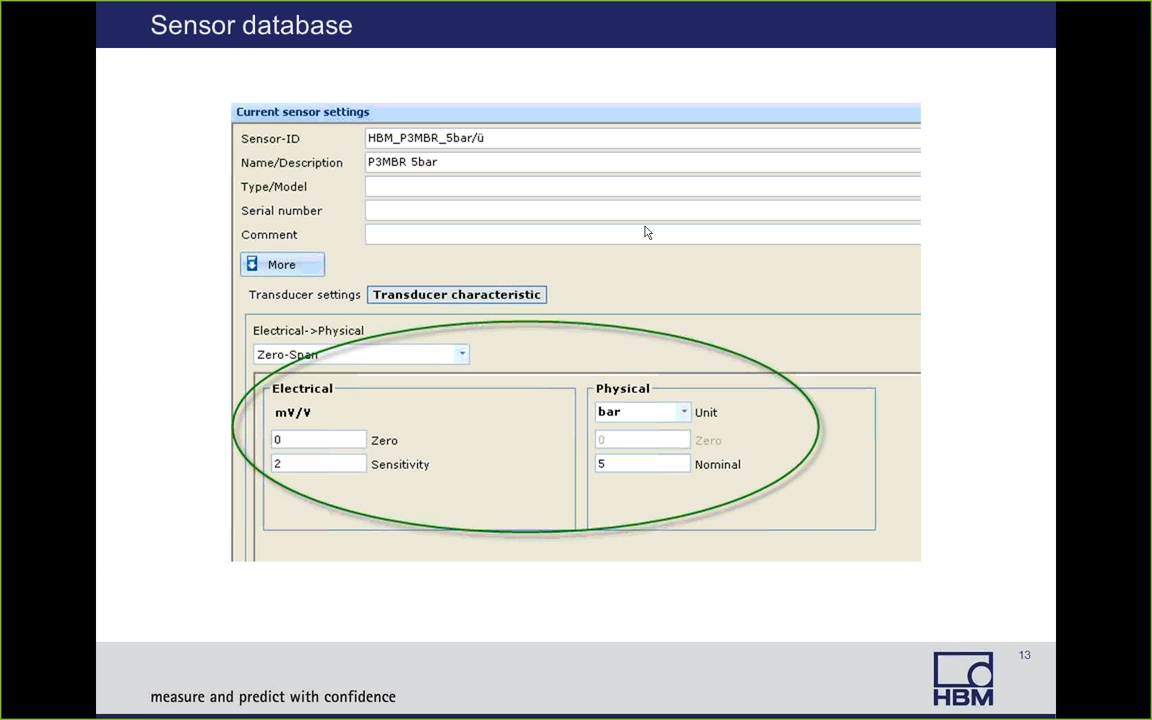 Sensor database
Current sensor settings
Sensor-ID HBM_P3MBR_5bar/ü
Name/Description P3MBR 5bar
Type/Model
Serial number
Comment
More
Transducer settings Transducer characteristic
Electrical->Physical
Zero-Span
Electrical Physical
mV/V bar Unit
0 Zero 0 Zero
2 Sensitivity 5 Nominal
measure and predict with confidence
HBM
13